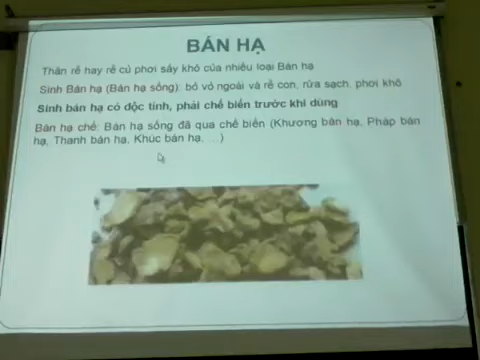 BÁN HẠ
Thân rễ hay rễ củ phơi sấy khô của nhiều loại Bán hạ
Sinh Bán hạ (Bán hạ sống): bỏ vỏ ngoài và rễ con, rửa sạch, phơi khô
Sinh bán hạ có độc tính, phải chế biến trước khi dùng
Bán hạ chế: Bán hạ sống đã qua chế biến (Khương bán hạ, Pháp bán
hạ, Thanh bán hạ, Khúc bán hạ, …)